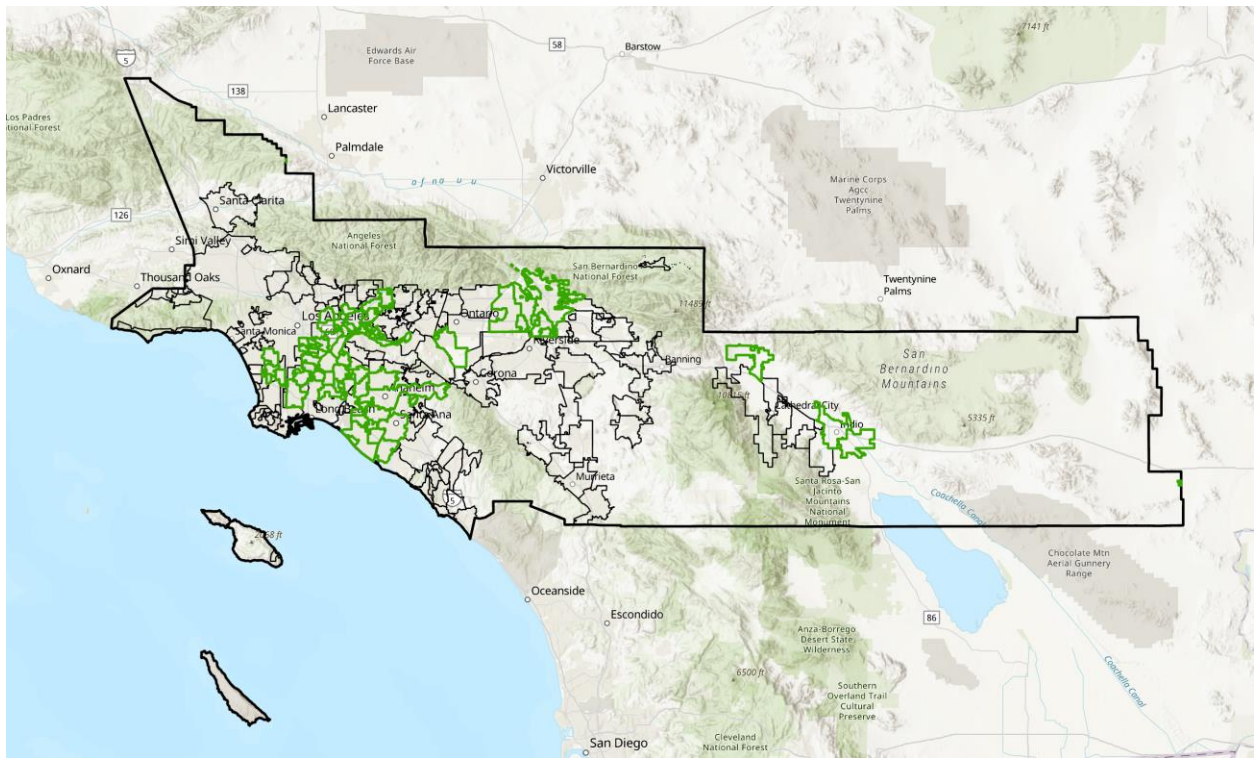 7141 ft
58
Barstow
Edwards Air
Force Base
5
138
Lancaster
Los Padres
Palmdale
Victorville
Marine Corps
Agcc
Twentynine
Palms
Santa Clarita
126
Simi Valley
Angeles
National Forest
Oxnard
Thousand Oaks
San Bernardino
National Forest
Twentynine
Palms
11485 ft
Los Angeles
Ontario
Santa Monica
Riverside
San
Bernardino
Mountains
Banning
Corona
Anaheim
Cathedral City
5335 ft
Long Beach
Santa Ana
Indio
Murrieta
Santa Rosa-San
Jacinto
Mountains
National
Monument
5
Coachella Canal
2068 ft
Chocolate Mtn
Aerial Gunnery
Range
Oceanside
Escondido
86
Anza-Borrego
Desert State
Wilderness
Coachella Canal
6500 ft
Southern
Overland Trail
Cultural
Preserve
San Diego
Cleveland
National Forest